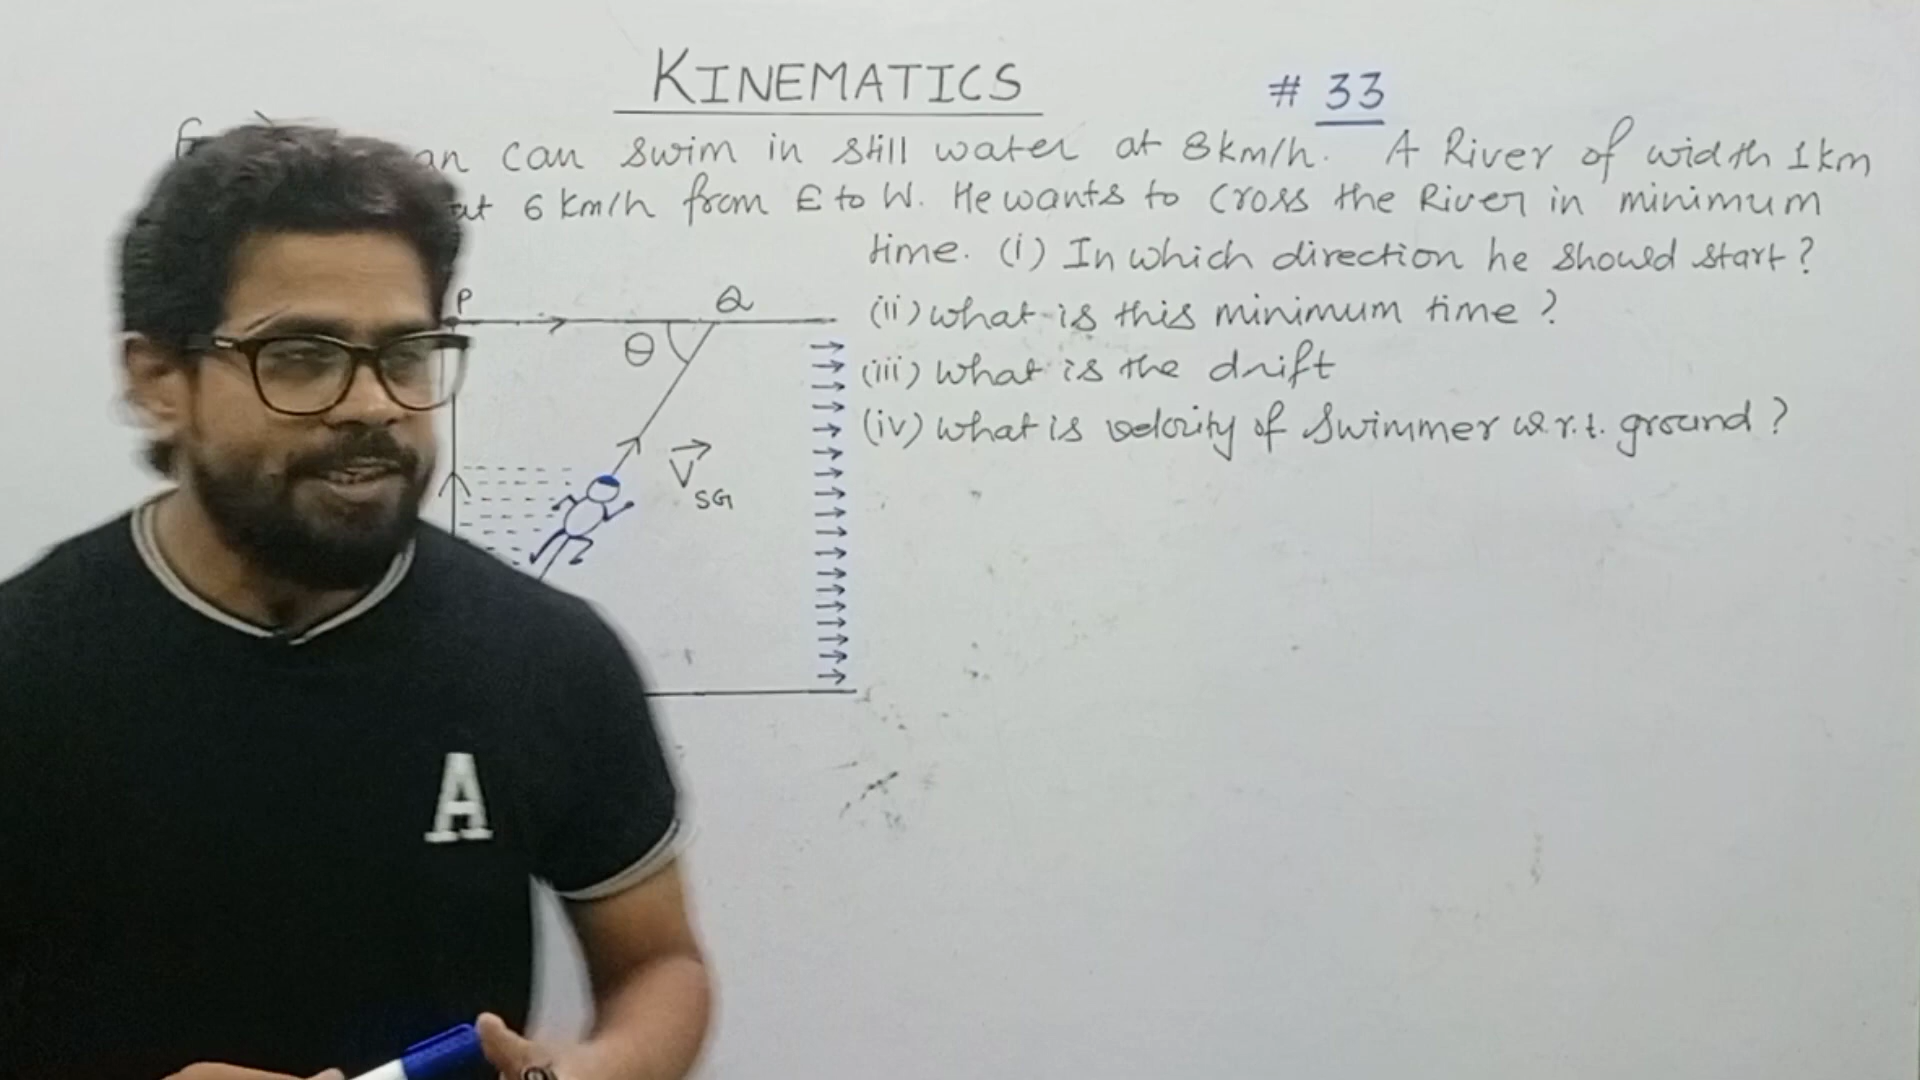 KINEMATICS
# 33
can swim in still water at 8km/h. A River of width 1km
at 6 km/h from E to W. He wants to cross the River in minimum
time. (i) In which direction he should start?
(ii) what is this minimum time?
(iii) what is the drift
(iv) what is velocity of swimmer w.r.t. ground?
P
Q
θ
V SG
A